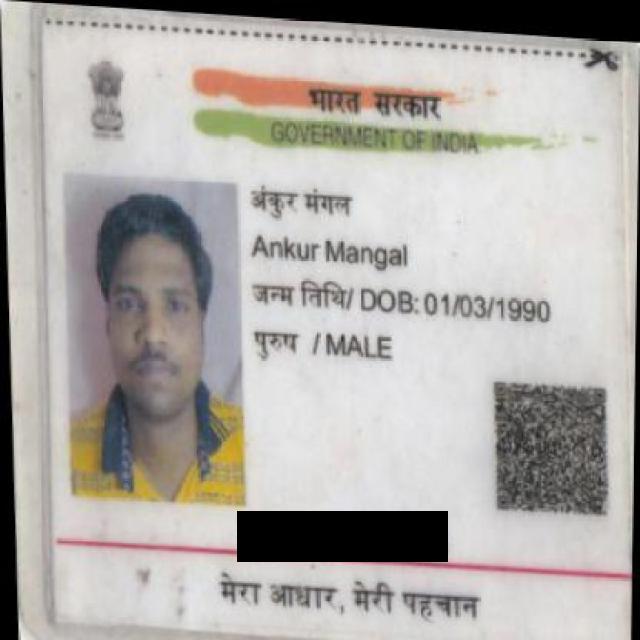 भारत सरकार
GOVERNMENT OF INDIA
अंकुर मंगल
Ankur Mangal
जन्म तिथि/ DOB: 01/03/1990
पुरुष / MALE
मेरा आधार, मेरी पहचान